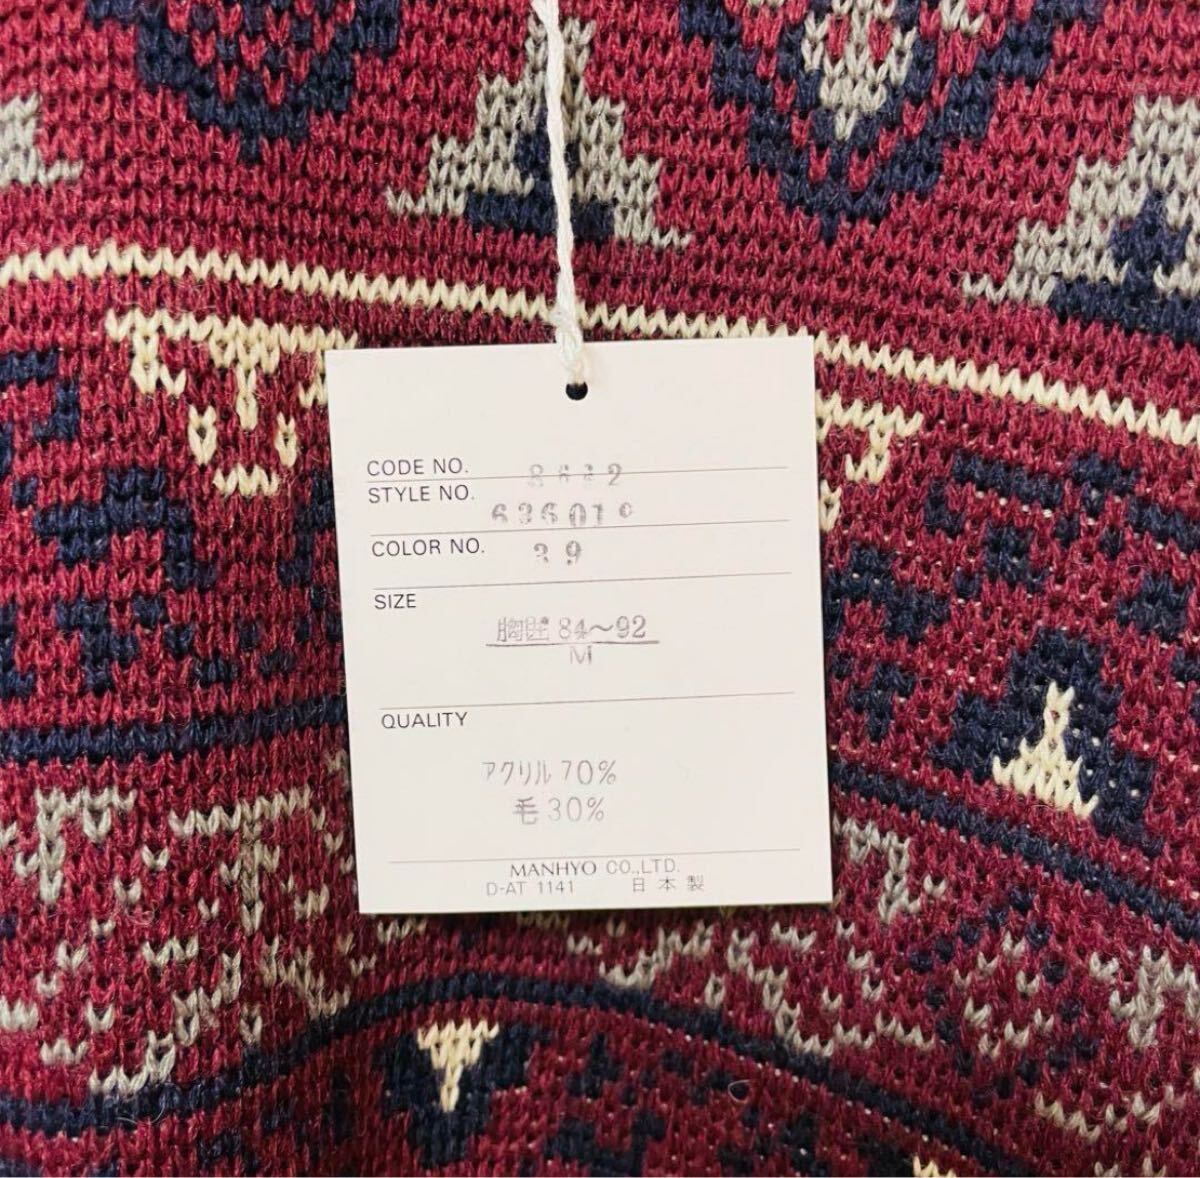 CODE NO. 8642
STYLE NO. 63601
COLOR NO. 39
SIZE
胸囲 84～92
M
QUALITY
アクリル 70%
毛 30%
MANHYO CO.,LTD.
D-AT 1141 日本製